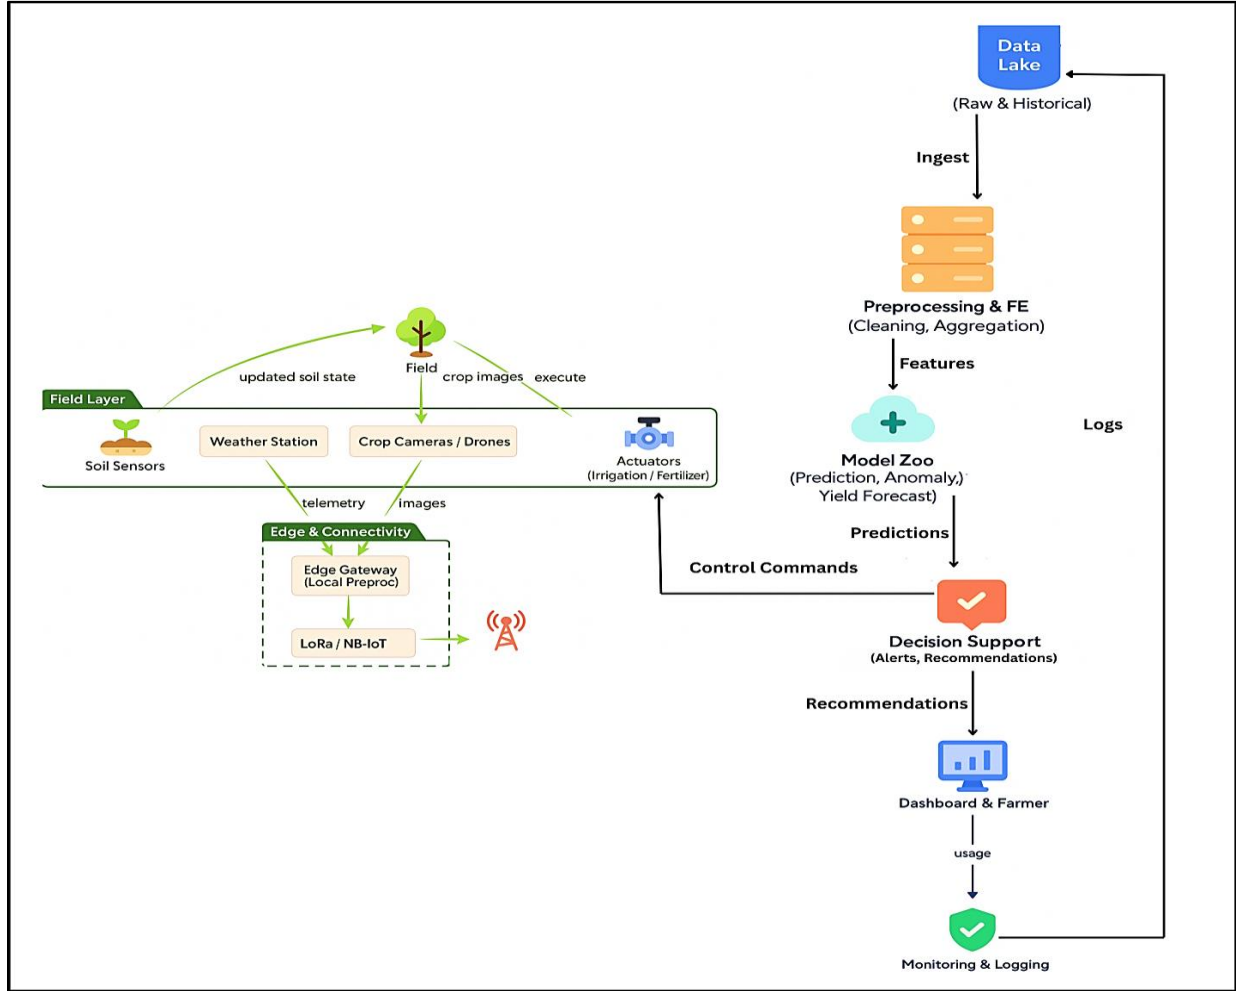 Data
Lake
(Raw & Historical)
Ingest
Preprocessing & FE
(Cleaning, Aggregation)
Features
Model Zoo
(Prediction, Anomaly,)
Yield Forecast)
Logs
Predictions
Control Commands
Decision Support
(Alerts, Recommendations)
Recommendations
Dashboard & Farmer
usage
Monitoring & Logging
Field
updated soil state
crop images
execute
Field Layer
Soil Sensors
Weather Station
Crop Cameras / Drones
Actuators
(Irrigation / Fertilizer)
telemetry
images
Edge & Connectivity
Edge Gateway
(Local Preproc)
LoRa / NB-IoT